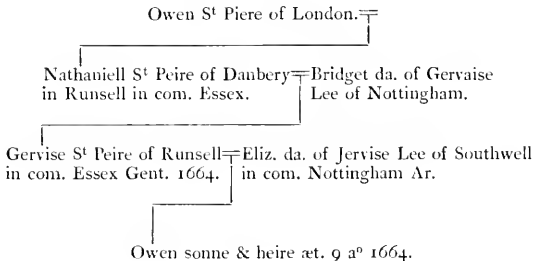 Owen Sᵗ Piere of London.
Nathaniell Sᵗ Peire of Danbery
in Runsell in com. Essex.
Bridget da. of Gervaise
Lee of Nottingham.
Gervise Sᵗ Peire of Runsell
in com. Essex Gent. 1664.
Eliz. da. of Jervise Lee of Southwell
in com. Nottingham Ar.
Owen sonne & heire æt. 9 aⁿ 1664.